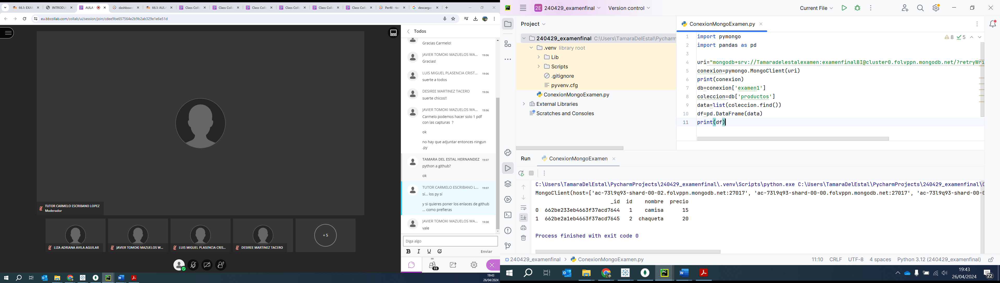 66.1: EXAM
INTRODU
AULA
dashboard
66.1: AULA
Class Colla
Class Colla
Class Colla
Class Colla
Class Colla
Class Colla
Perfil - ta
descargar
eu.bbcollab.com/collab/ui/session/join/cdee9be657564e2b9b2ab329e1e6e51d
TUTOR CARMELO ESCRIBANO LOPEZ
Moderador
LIZA ADRIANA AVILA AGUILAR
JAVIER TOMOKI MAZUELOS W...
LUIS MIGUEL PLASENCIA CRIS...
DESIREE MARTINEZ TACERO
+ 5
Todos
Gracias Carmelo!
JAVIER TOMOKI MAZUELOS WA... 19:06
Gracias!
LUIS MIGUEL PLASENCIA CRIST... 19:06
suerte a todos
DESIREE MARTINEZ TACERO 19:06
suerte chicos!!
JAVIER TOMOKI MAZUELOS WA... 19:06
Carmelo podemos hacer solo 1 pdf
con las capturas ?
ok
no hay que adjuntar entonces ningun
.py
TAMARA DEL ESTAL HERNANDEZ 19:07
python a github?
ok
TUTOR CARMELO ESCRIBANO L... 19:07
sí... los py sí
y si quieres poner los enlaces de github
... como prefieras
JAVIER TOMOKI MAZUELOS WA... 19:08
vale
Diga algo
B I U
Enviar
11
19:43
26/04/2024
PC
2E 240429_examenfinal
Version control
Current File
Project
240429_examenfinal C:\Users\TamaraDelEstal\Pycharm
.venv library root
Lib
Scripts
.gitignore
pyvenv.cfg
ConexionMongoExamen.py
External Libraries
Scratches and Consoles
ConexionMongoExamen.py
8 5
1 import pymongo
2 import pandas as pd
3
4 uri="mongodb+srv://Tamaradelestalexamen:examenfinalBI@cluster0.folvppn.mongodb.net/?retryWri
5 conexion=pymongo.MongoClient(uri)
6 print(conexion)
7 db=conexion['examen1']
8 coleccion=db['productos']
9 data=list(coleccion.find())
10 df=pd.DataFrame(data)
11 print(df)
Run ConexionMongoExamen
C:\Users\TamaraDelEstal\PycharmProjects\240429_examenfinal\.venv\Scripts\python.exe C:\Users\TamaraDelEstal\PycharmProjects\240429_examenfinal\C
MongoClient(host=['ac-73l9q93-shard-00-02.folvppn.mongodb.net:27017', 'ac-73l9q93-shard-00-00.folvppn.mongodb.net:27017', 'ac-73l9q93-shard-00-0
_id id nombre precio
0 662be233eb4663f37acd7644 1 camisa 15
1 662be2a1eb4663f37acd7645 2 chaqueta 20
Process finished with exit code 0
240429_examenfinal > ConexionMongoExamen.py
11:10 CRLF UTF-8 4 spaces Python 3.12 (240429_examenfinal)
19:43
26/04/2024
22